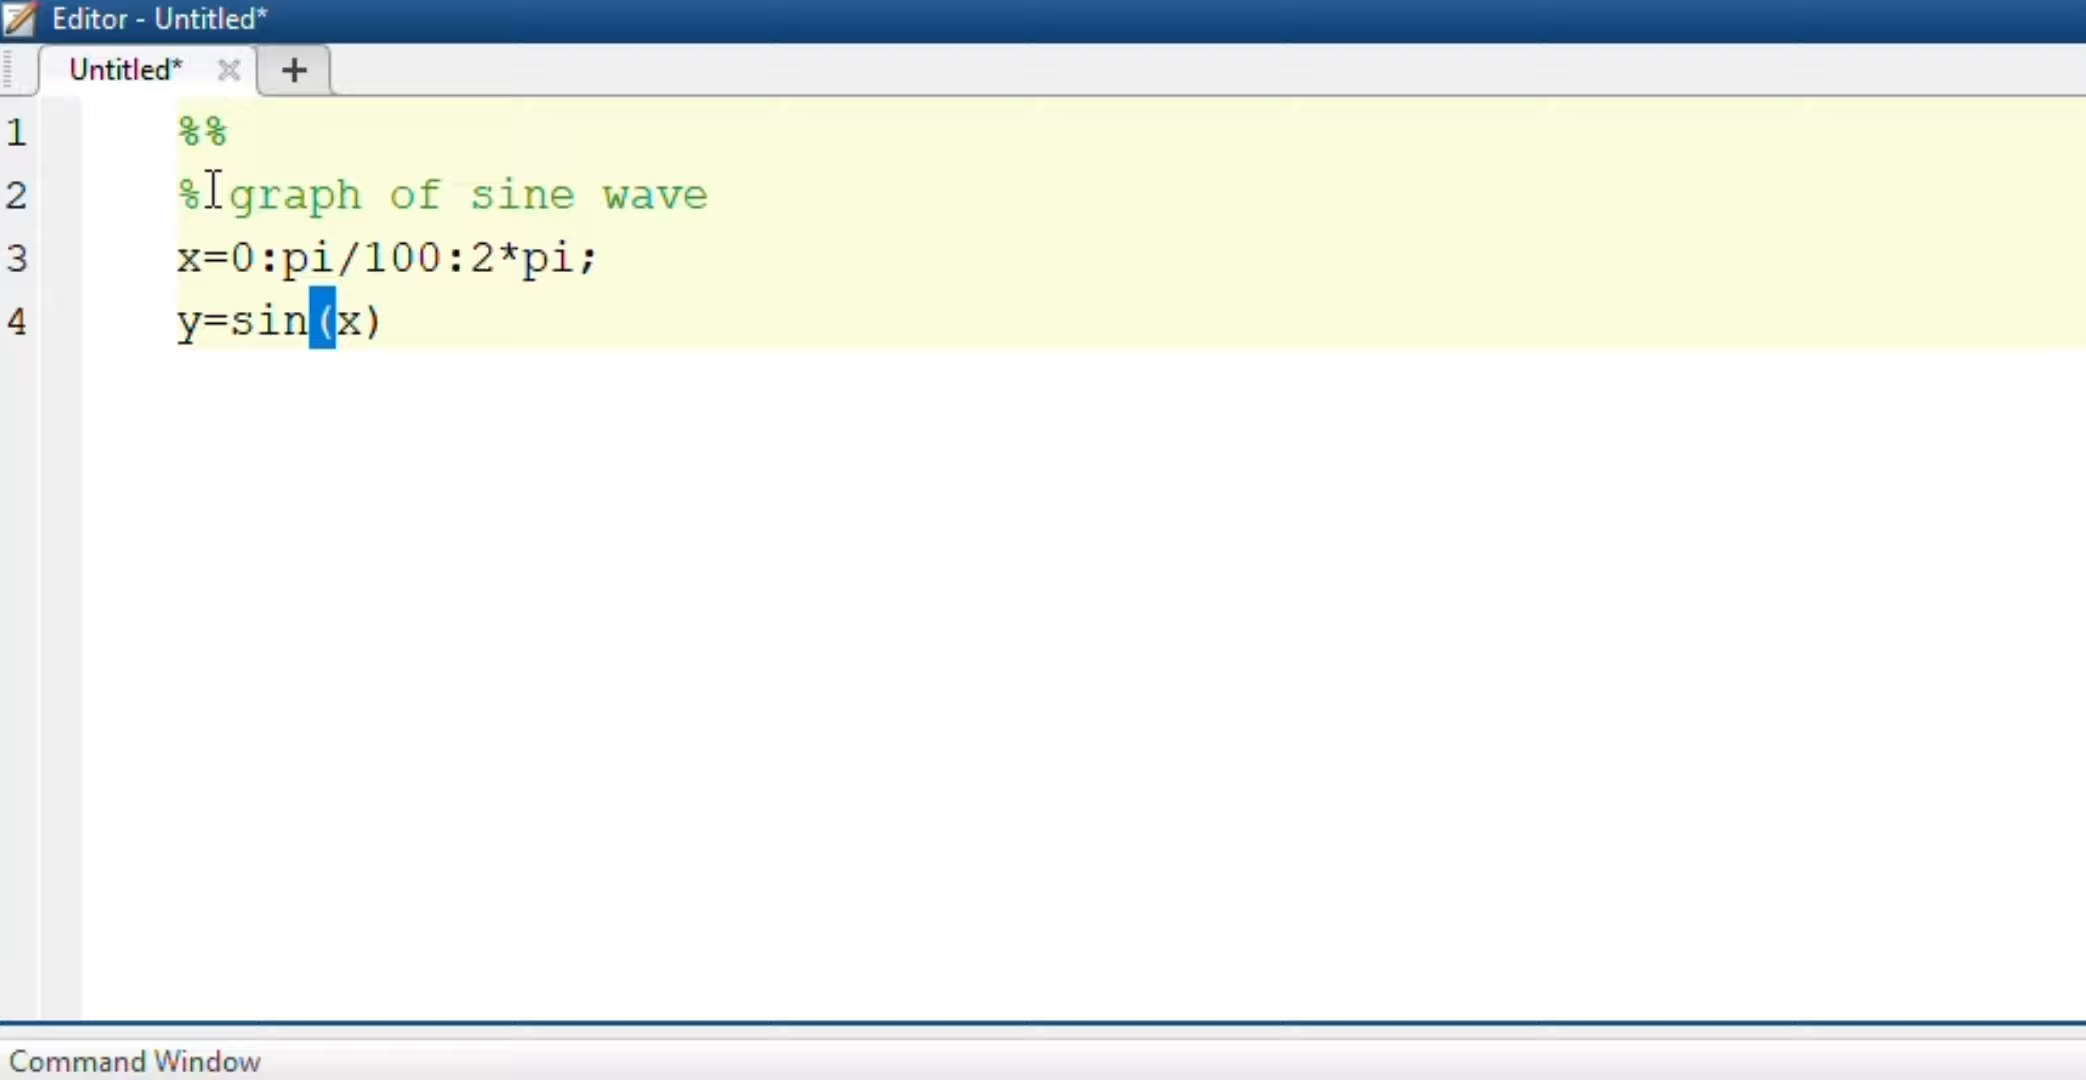 Editor - Untitled*
Untitled* +
1 %%
2 % graph of sine wave
3 x=0:pi/100:2*pi;
4 y=sin(x)
Command Window